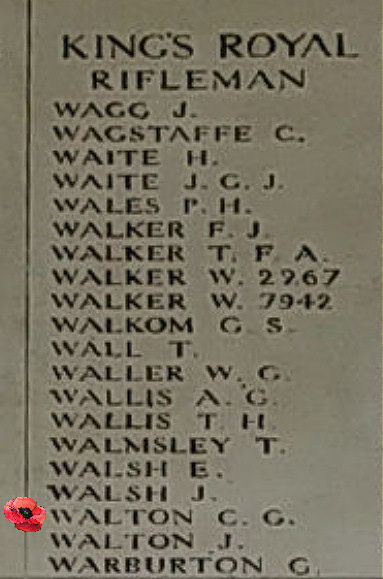 KING'S ROYAL
RIFLEMAN
WAGG J.
WAGSTAFFE C.
WAITE H.
WAITE J. G. J.
WALES P. H.
WALKER F. J.
WALKER T. F. A.
WALKER W. 2967
WALKER W. 7942
WALKOM G. S.
WALL T.
WALLER W. G.
WALLIS A. G.
WALLIS T. H.
WALMSLEY T.
WALSH E.
WALSH J.
WALTON C. G.
WALTON J.
WARBURTON G.